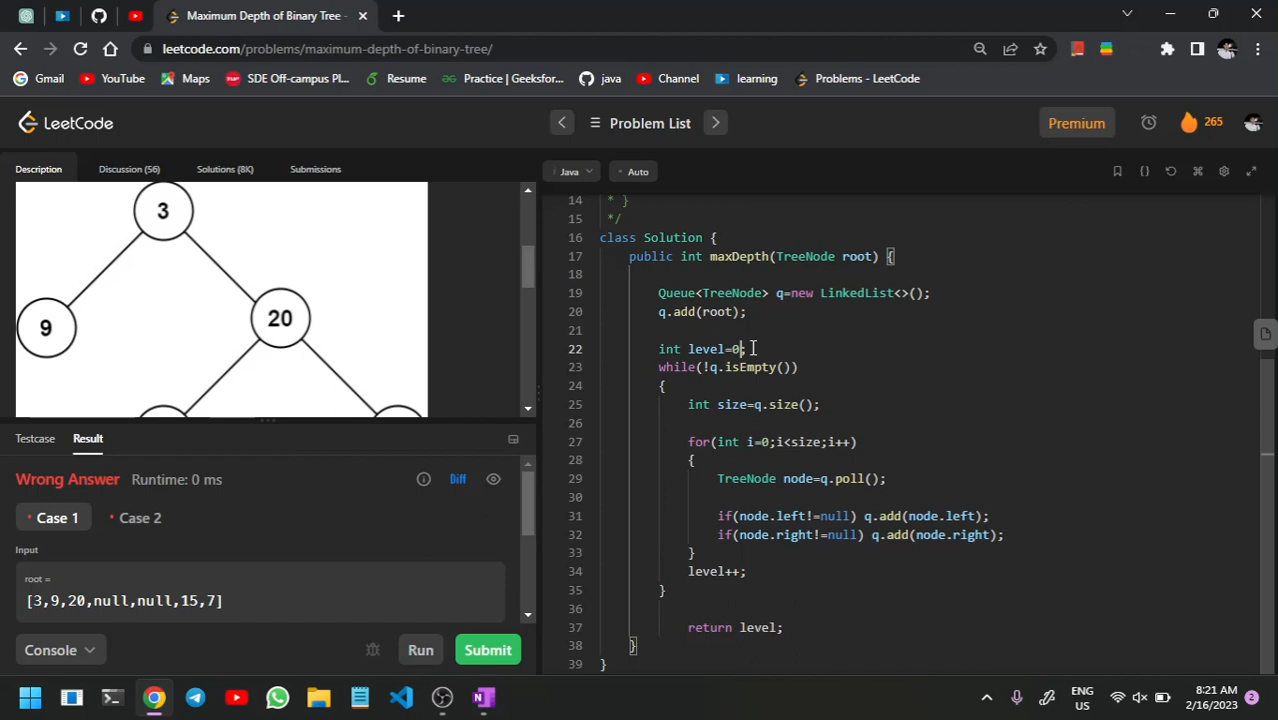 Maximum Depth of Binary Tree -
leetcode.com/problems/maximum-depth-of-binary-tree/
Gmail YouTube Maps SDE Off-campus Pl... Resume Practice | Geeksfor... java Channel learning Problems - LeetCode
LeetCode Problem List Premium 265
Description Discussion (56) Solutions (8K) Submissions
Java Auto
3
9
20
14 * }
15 */
16 class Solution {
17 public int maxDepth(TreeNode root) {
18
19 Queue<TreeNode> q=new LinkedList<>();
20 q.add(root);
21
22 int level=0;
23 while(!q.isEmpty())
24 {
25 int size=q.size();
26
27 for(int i=0;i<size;i++)
28 {
29 TreeNode node=q.poll();
30
31 if(node.left!=null) q.add(node.left);
32 if(node.right!=null) q.add(node.right);
33 }
34 level++;
35 }
36
37 return level;
38 }
39 }
Testcase Result
Wrong Answer Runtime: 0 ms
Diff
Case 1 Case 2
Input
root =
[3,9,20,null,null,15,7]
Console Run Submit
ENG
US
8:21 AM
2/16/2023
2